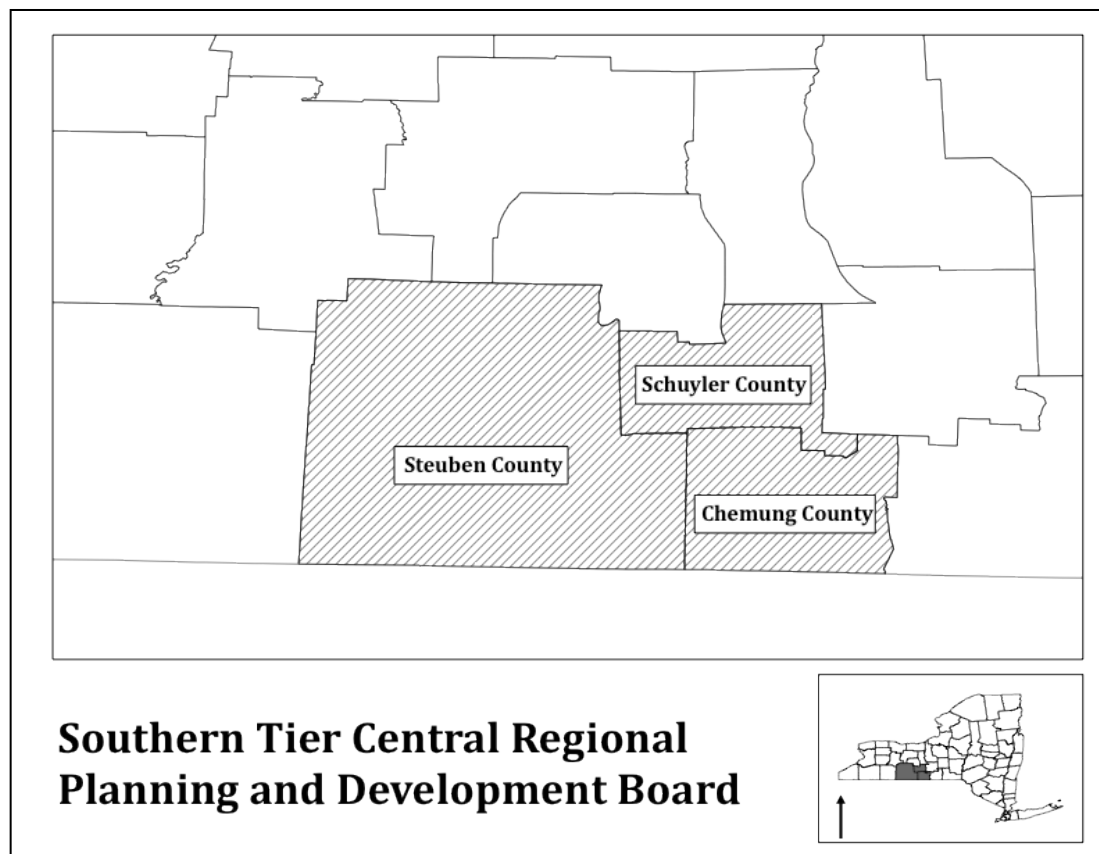 Schuyler County
Steuben County
Chemung County
Southern Tier Central Regional
Planning and Development Board